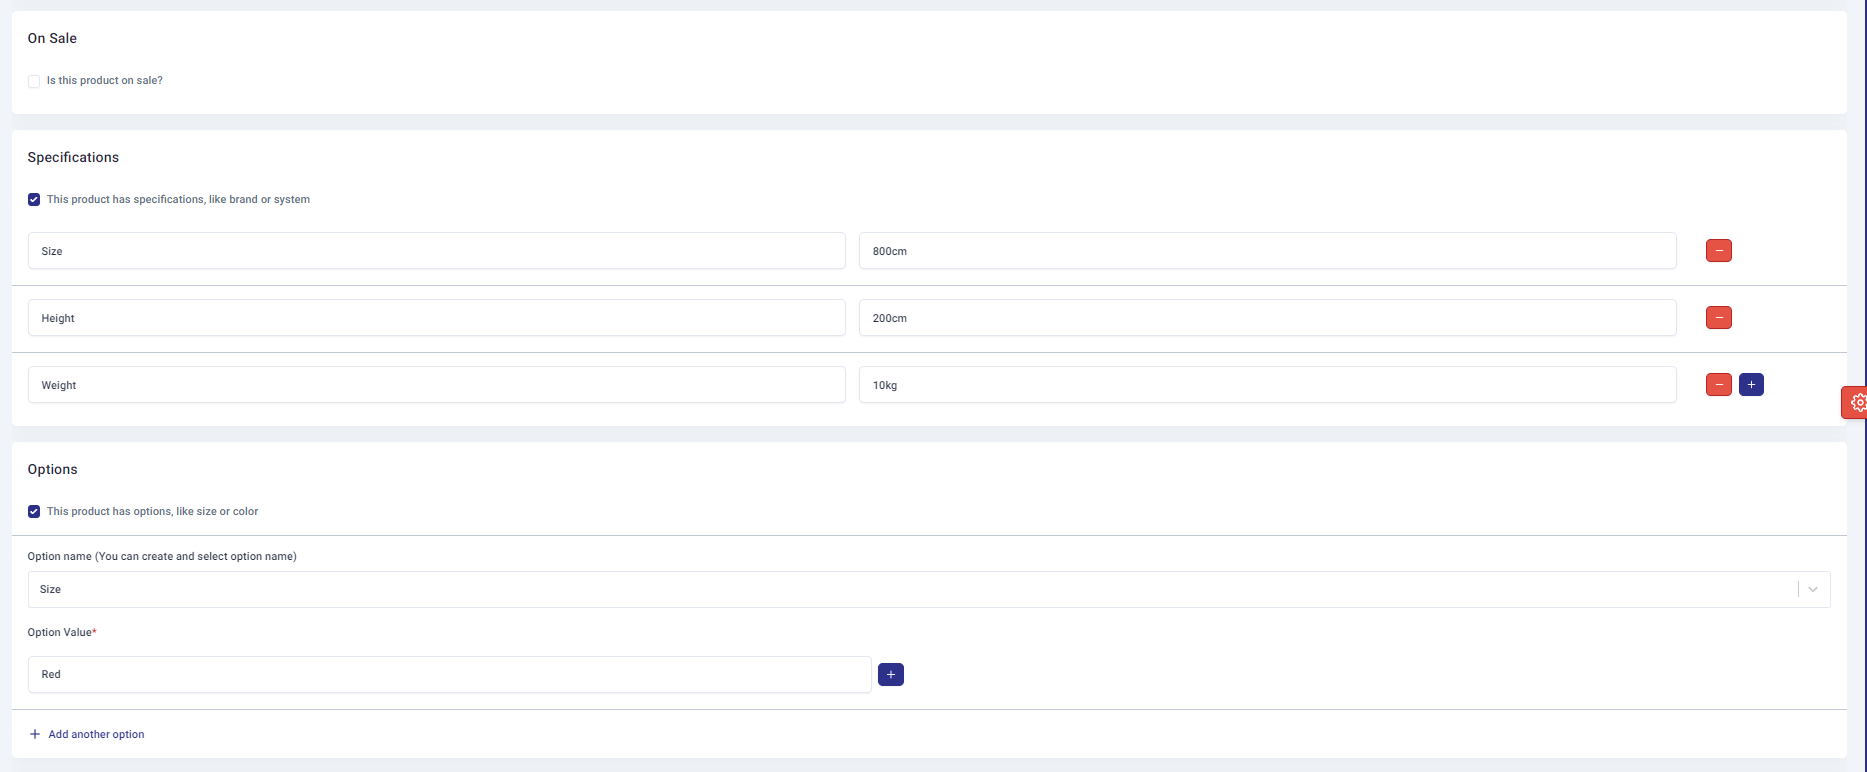 On Sale
Is this product on sale?
Specifications
This product has specifications, like brand or system
Size 800cm
Height 200cm
Weight 10kg
Options
This product has options, like size or color
Option name (You can create and select option name)
Size
Option Value*
Red
Add another option